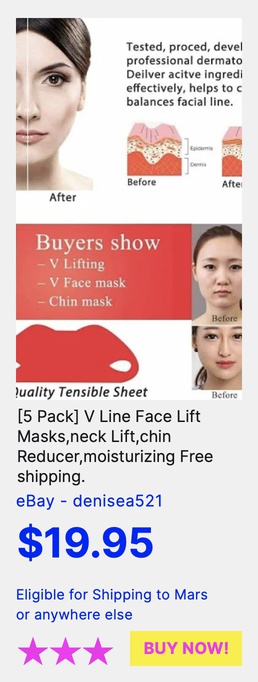 Tested, proced, devel
professional dermato
Deilver acitve ingredi
effectively, helps to c
balances facial line.
Epidermis
Dermis
Before
After
After
Buyers show
– V Lifting
– V Face mask
– Chin mask
Before
uality Tensible Sheet
Before
[5 Pack] V Line Face Lift
Masks,neck Lift,chin
Reducer,moisturizing Free
shipping.
eBay - denisea521
$19.95
Eligible for Shipping to Mars
or anywhere else
BUY NOW!